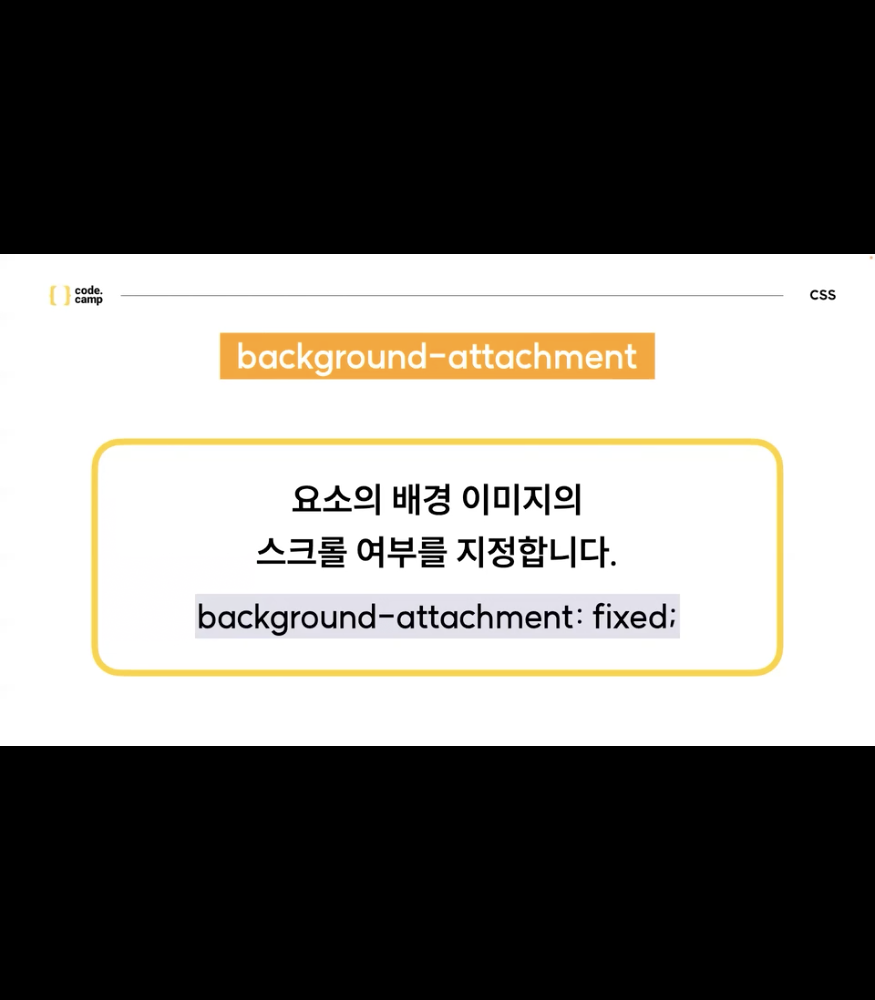 code.
camp
CSS
background-attachment
요소의 배경 이미지의
스크롤 여부를 지정합니다.
background-attachment: fixed;